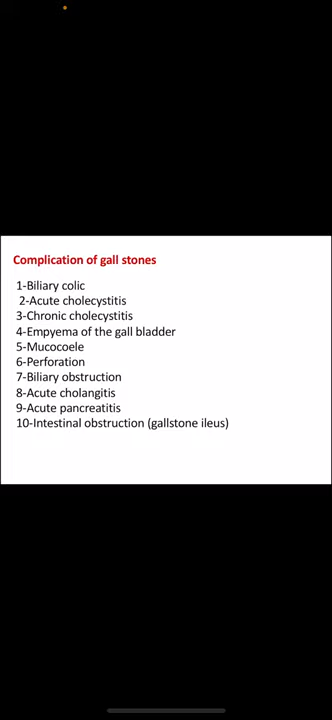 Complication of gall stones
1-Biliary colic
2-Acute cholecystitis
3-Chronic cholecystitis
4-Empyema of the gall bladder
5-Mucocoele
6-Perforation
7-Biliary obstruction
8-Acute cholangitis
9-Acute pancreatitis
10-Intestinal obstruction (gallstone ileus)